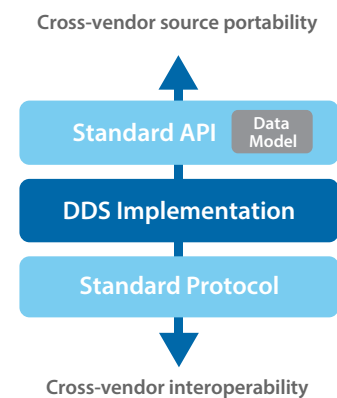 Cross-vendor source portability
Standard API
Data
Model
DDS Implementation
Standard Protocol
Cross-vendor interoperability